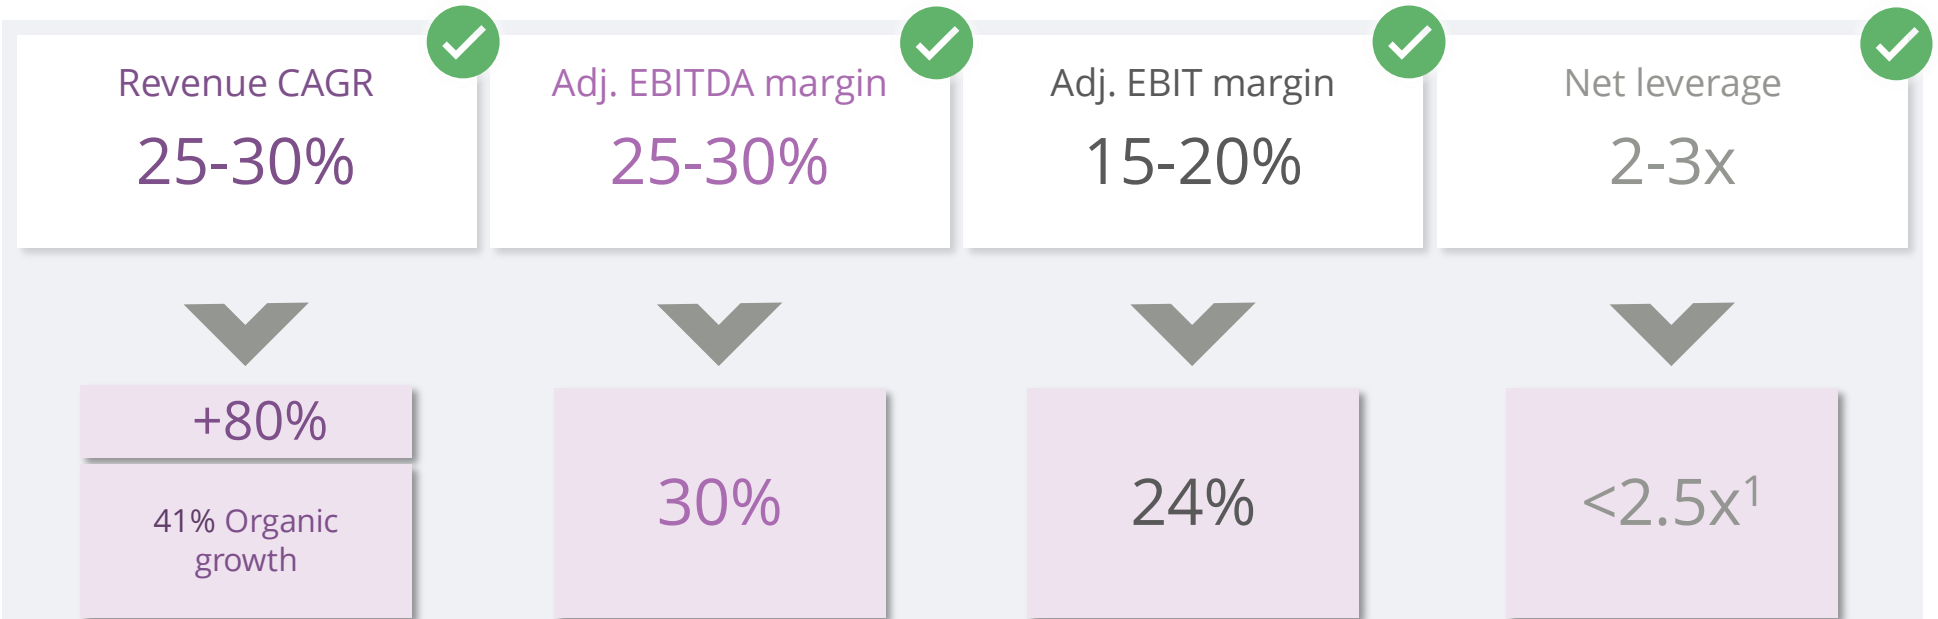 Revenue CAGR
25-30%
Adj. EBITDA margin
25-30%
Adj. EBIT margin
15-20%
Net leverage
2-3x
+80%
41% Organic
growth
30%
24%
<2.5x¹